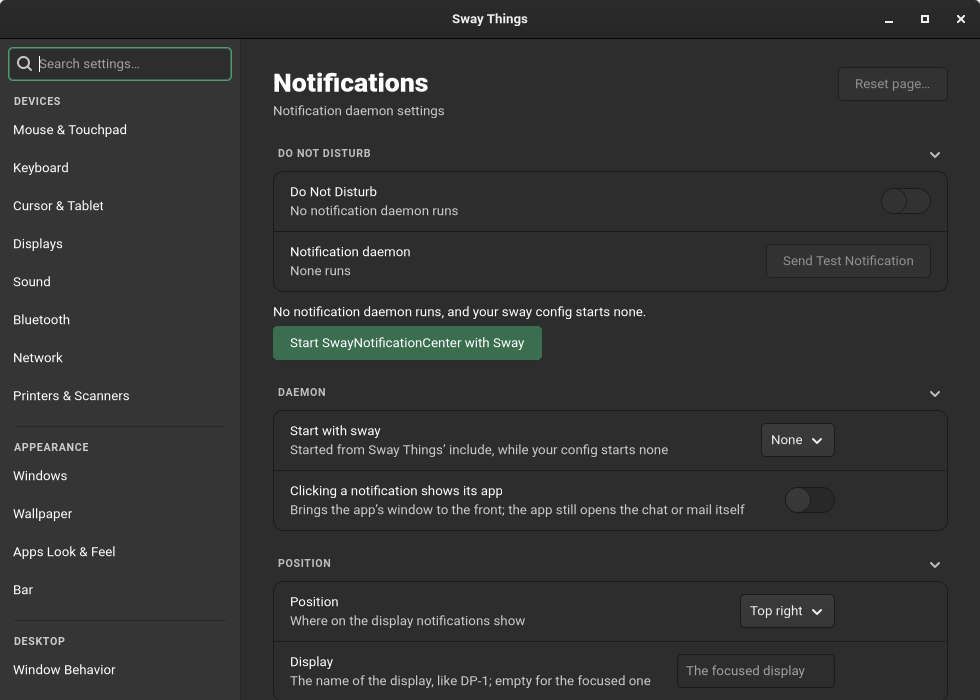 Sway Things
Search settings…
DEVICES
Mouse & Touchpad
Keyboard
Cursor & Tablet
Displays
Sound
Bluetooth
Network
Printers & Scanners
APPEARANCE
Windows
Wallpaper
Apps Look & Feel
Bar
DESKTOP
Window Behavior
Notifications
Reset page…
Notification daemon settings
DO NOT DISTURB
Do Not Disturb
No notification daemon runs
Notification daemon
None runs
Send Test Notification
No notification daemon runs, and your sway config starts none.
Start SwayNotificationCenter with Sway
DAEMON
Start with sway
Started from Sway Things’ include, while your config starts none
None
Clicking a notification shows its app
Brings the app’s window to the front; the app still opens the chat or mail itself
POSITION
Position
Where on the display notifications show
Top right
Display
The name of the display, like DP-1; empty for the focused one
The focused display